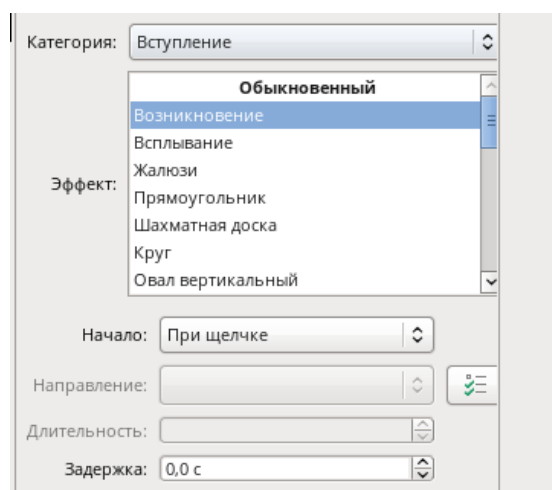 Категория: Вступление
Эффект:
Обыкновенный
Возникновение
Всплывание
Жалюзи
Прямоугольник
Шахматная доска
Круг
Овал вертикальный
Начало: При щелчке
Направление:
Длительность:
Задержка: 0,0 с